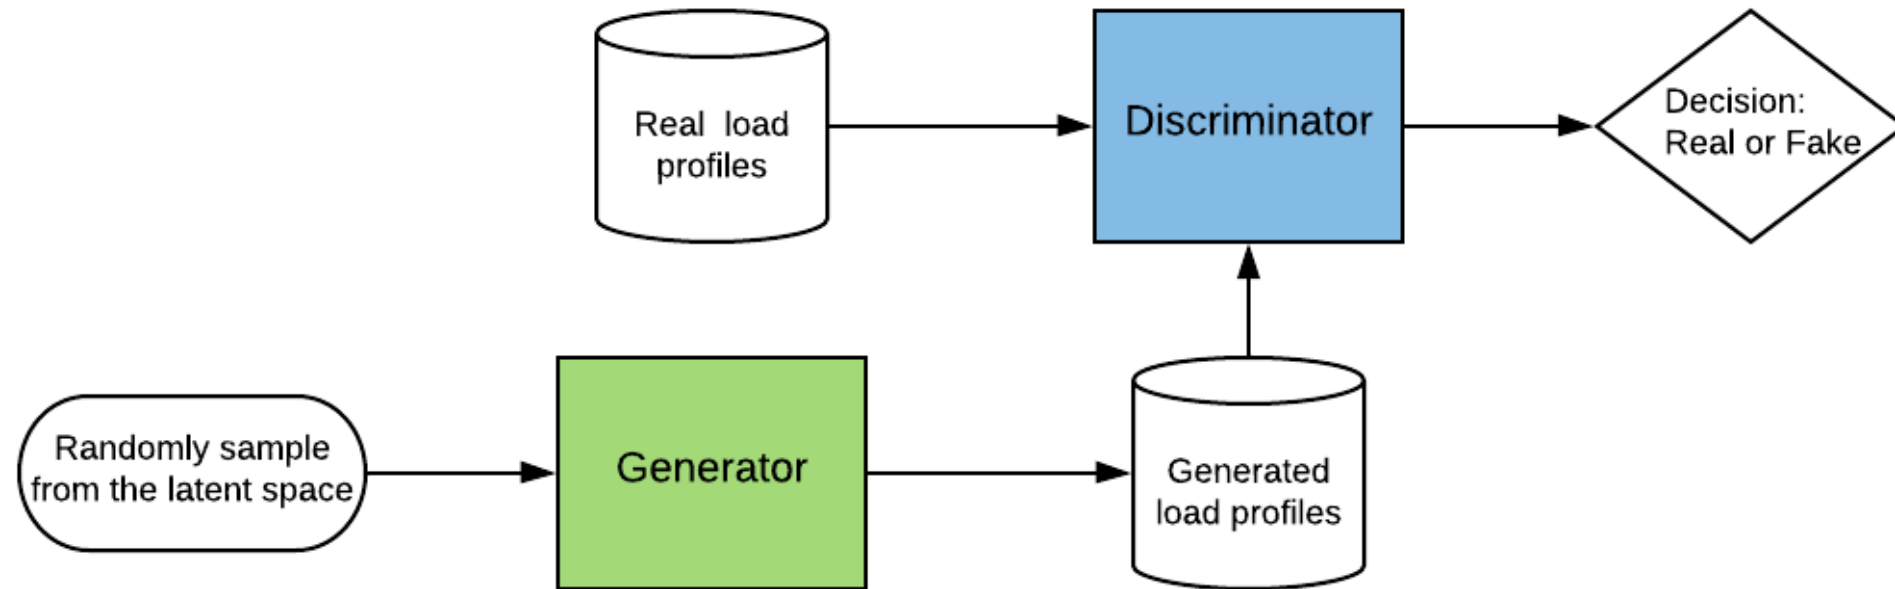 Real load
profiles
Discriminator
Decision:
Real or Fake
Randomly sample
from the latent space
Generator
Generated
load profiles